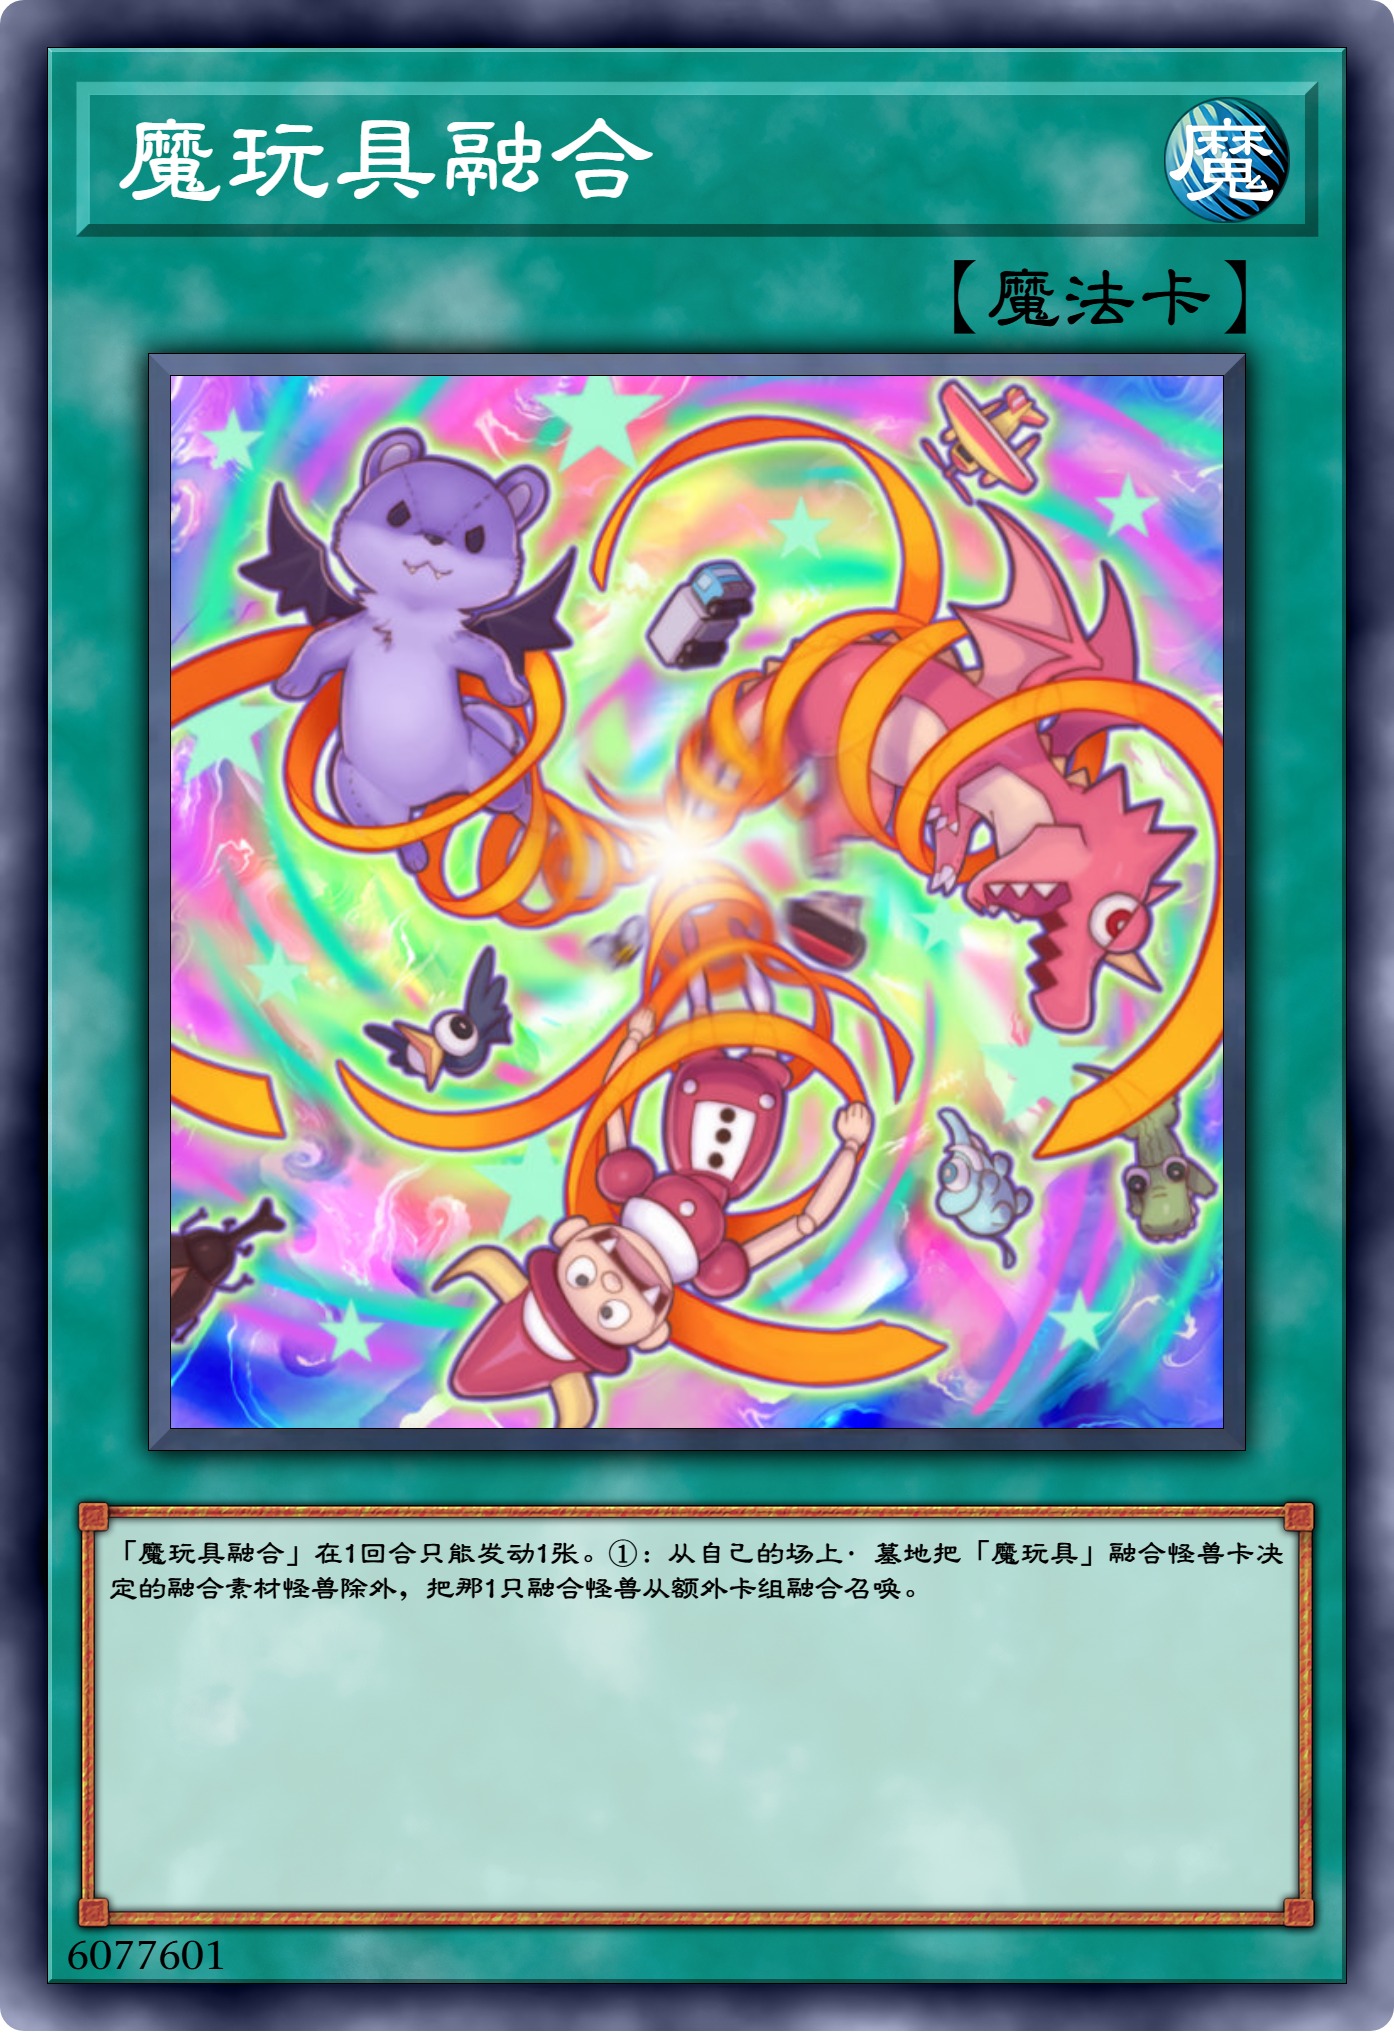 魔玩具融合
魔
【魔法卡】
「魔玩具融合」在1回合只能发动1张。①：从自己的场上·墓地把「魔玩具」融合怪兽卡决
定的融合素材怪兽除外，把那1只融合怪兽从额外卡组融合召唤。
6077601